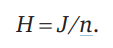 H = J/n.